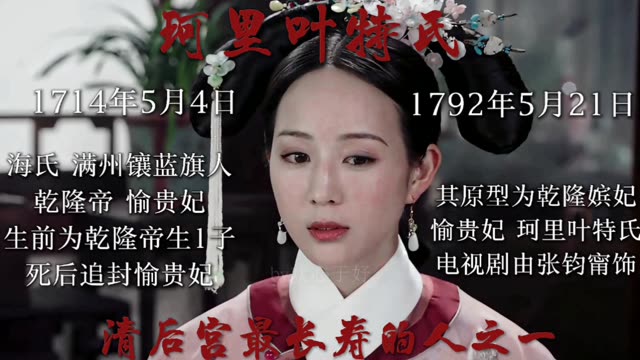 珂里叶特氏
1714年5月4日
1792年5月21日
海氏 满州镶蓝旗人
乾隆帝 愉贵妃
生前为乾隆帝生1子
死后追封愉贵妃
其原型为乾隆嫔妃
愉贵妃 珂里叶特氏
电视剧由张钧甯饰
清后宫最长寿的人之一